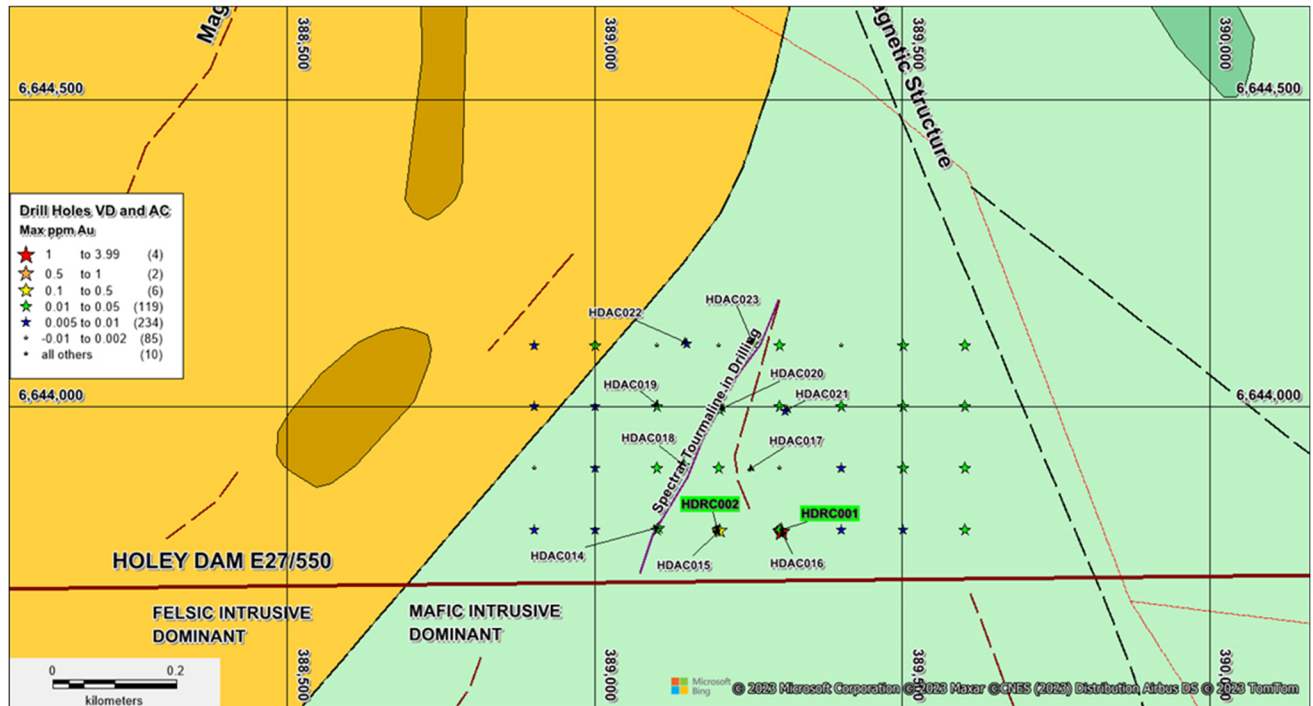 Mag
388,500
389,000
agnetic Structure
389,500
390,000
6,644,500
6,644,500
Drill Holes VD and AC
Max ppm Au
1 to 3.99 (4)
0.5 to 1 (2)
0.1 to 0.5 (6)
0.01 to 0.05 (119)
0.005 to 0.01 (234)
-0.01 to 0.002 (85)
all others (10)
HDAC023
HDAC022
Spectral Tourmaline in Drilling
HDAC020
HDAC019
HDAC021
6,644,000
6,644,000
HDAC018
HDAC017
HDRC002
HDRC001
HDAC014
HDAC015
HDAC016
HOLEY DAM E27/550
FELSIC INTRUSIVE
DOMINANT
MAFIC INTRUSIVE
DOMINANT
0 0.2
kilometers
388,500
389,000
389,500
390,000
Microsoft
Bing
© 2023 Microsoft Corporation © 2023 Maxar ©CNES (2023) Distribution Airbus DS © 2023 TomTom